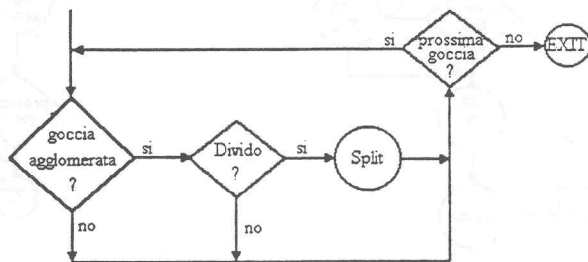 si
prossima
goccia
?
no
EXIT
goccia
agglomerata
?
si
Divido
?
si
Split
no
no